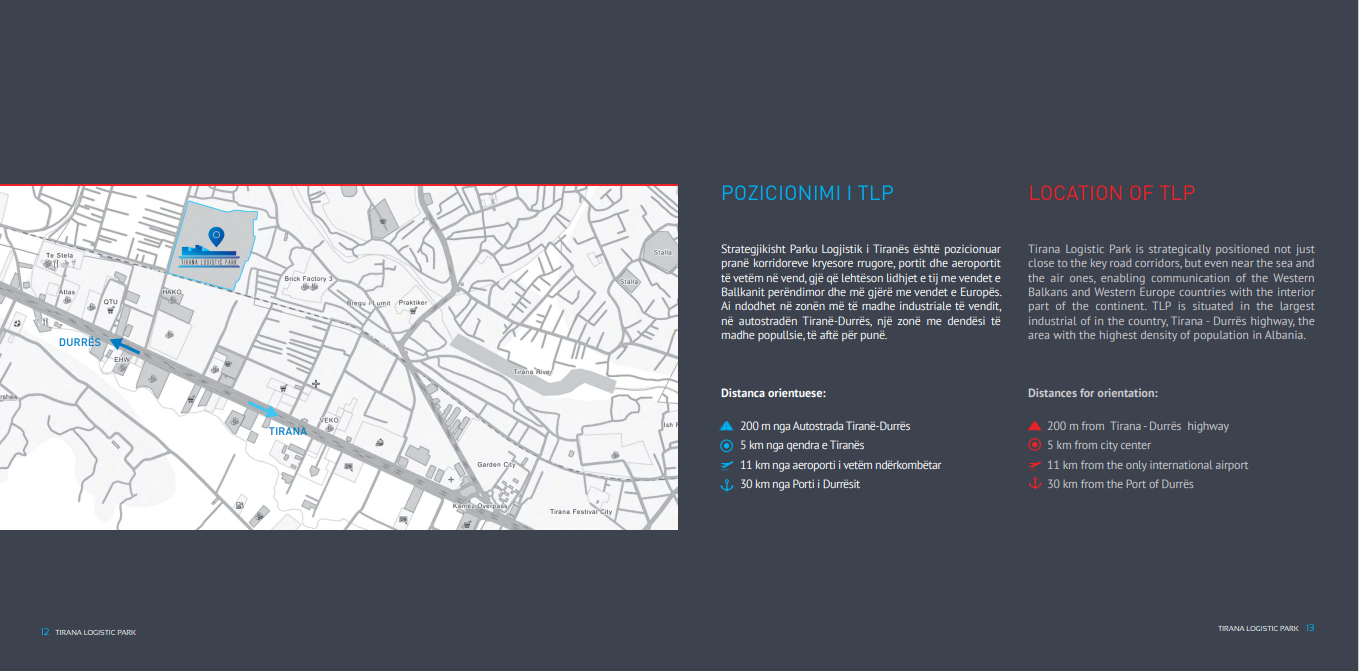 Te Stela
Atlas
QTU
HAKO
TIRANA LOGISTIC PARK
Brick Factory 3
Bregu i Lumit
Praktiker
Stalla
Stalla
DURRËS
EHW
Tirana River
TIRANA
VEKO
Garden City
Kamëz Overpass
Tirana Festival City
12 TIRANA LOGISTIC PARK
POZICIONIMI I TLP
Strategjikisht Parku Logjistik i Tiranës është pozicionuar
pranë korridoreve kryesore rrugore, portit dhe aeroportit
të vetëm në vend, gjë që lehtëson lidhjet e tij me vendet e
Ballkanit perëndimor dhe më gjërë me vendet e Europës.
Ai ndodhet në zonën më të madhe industriale të vendit,
në autostradën Tiranë-Durrës, një zonë me dendësi të
madhe popullsie, të aftë për punë.
Distanca orientuese:
200 m nga Autostrada Tiranë-Durrës
5 km nga qendra e Tiranës
11 km nga aeroporti i vetëm ndërkombëtar
30 km nga Porti i Durrësit
LOCATION OF TLP
Tirana Logistic Park is strategically positioned not just
close to the key road corridors, but even near the sea and
the air ones, enabling communication of the Western
Balkans and Western Europe countries with the interior
part of the continent. TLP is situated in the largest
industrial of in the country, Tirana - Durrës highway, the
area with the highest density of population in Albania.
Distances for orientation:
200 m from Tirana - Durrës highway
5 km from city center
11 km from the only international airport
30 km from the Port of Durrës
TIRANA LOGISTIC PARK 13